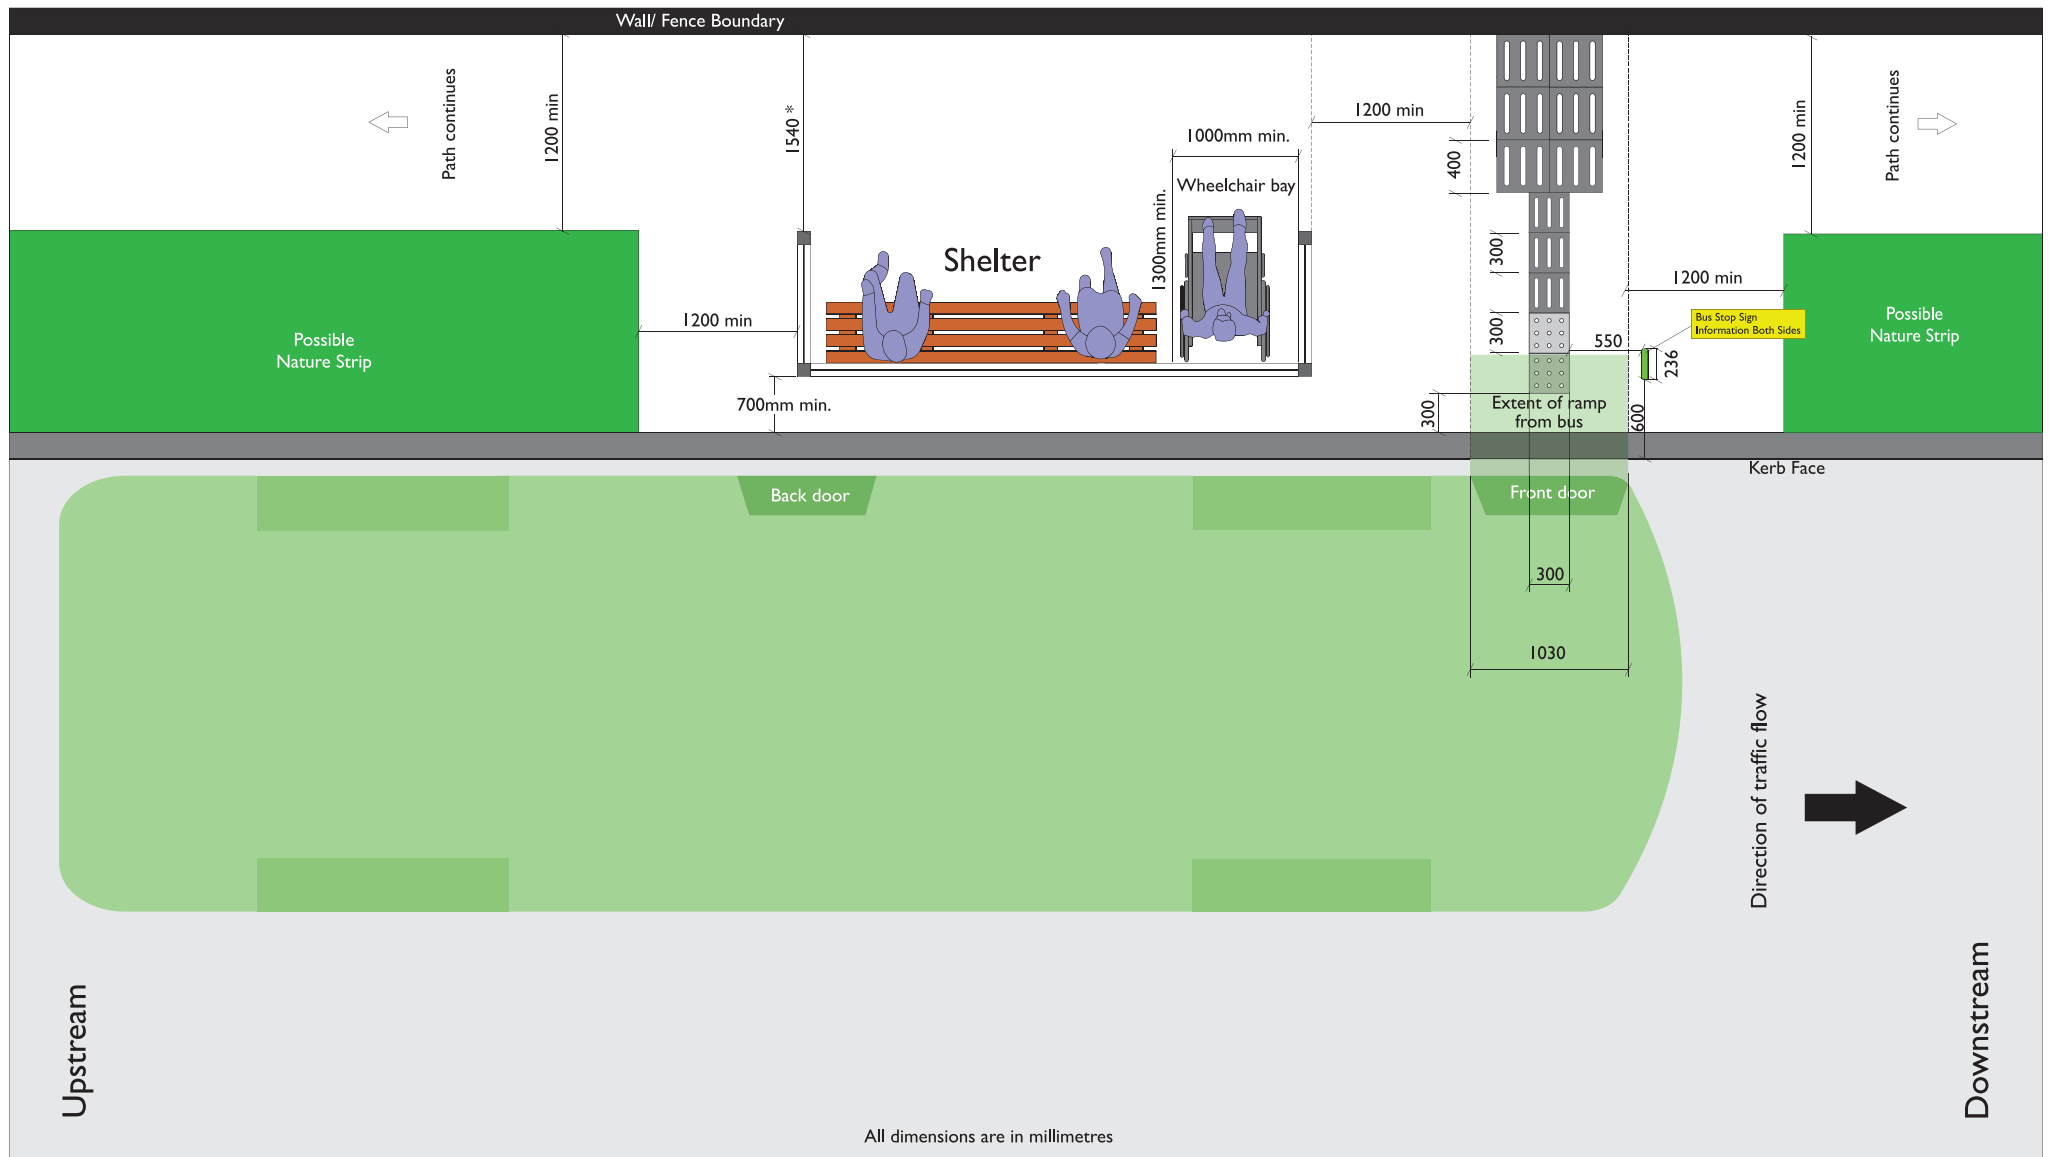 Wall/ Fence Boundary
Path continues
1200 min
1540 *
1200 min
1000mm min.
Wheelchair bay
1300mm min.
400
1200 min
Path continues
Shelter
300
1200 min
Possible
Nature Strip
1200 min
300
550
Bus Stop Sign
Information Both Sides
236
Possible
Nature Strip
700mm min.
300
Extent of ramp
from bus
600
Kerb Face
Back door
Front door
300
1030
Direction of traffic flow
Upstream
Downstream
All dimensions are in millimetres